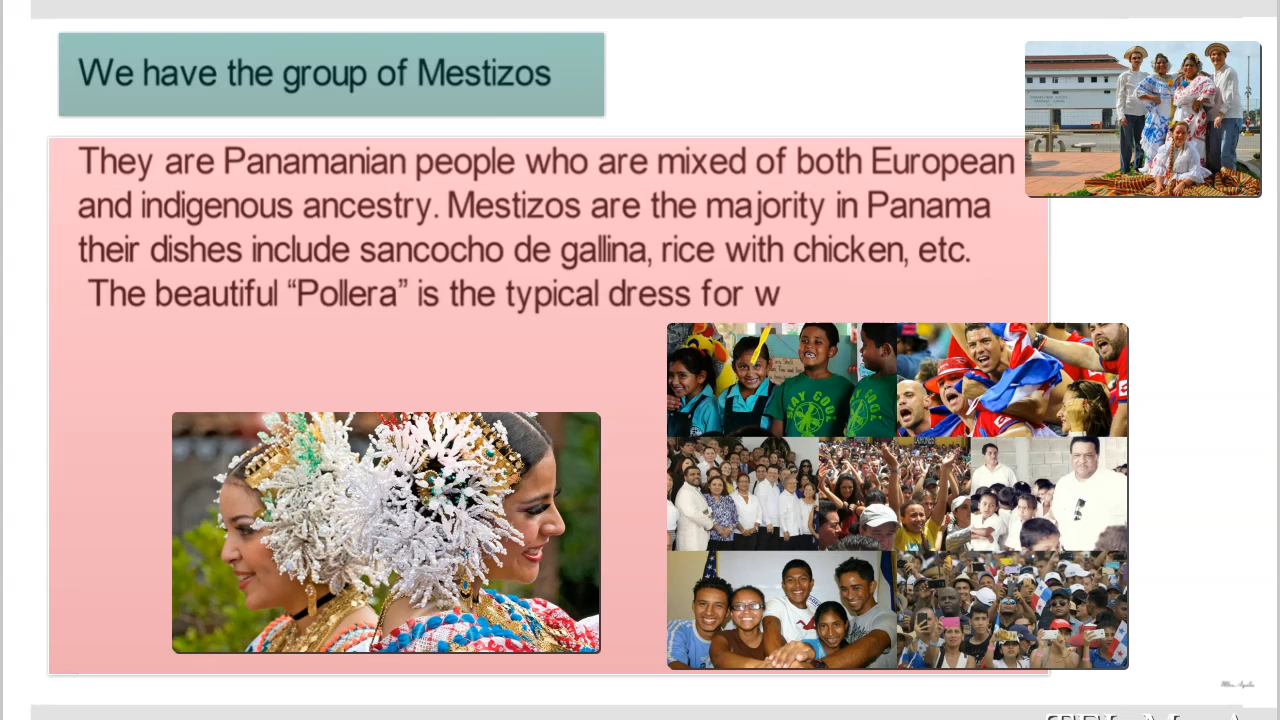 We have the group of Mestizos
They are Panamanian people who are mixed of both European
and indigenous ancestry. Mestizos are the majority in Panama
their dishes include sancocho de gallina, rice with chicken, etc.
The beautiful “Pollera” is the typical dress for w
STAY COOL